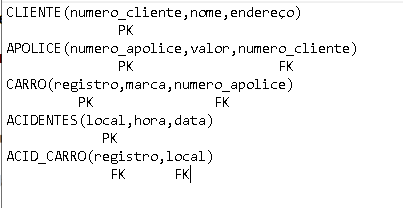 CLIENTE(numero_cliente,nome,endereço)
PK
APOLICE(numero_apolice,valor,numero_cliente)
PK FK
CARRO(registro,marca,numero_apolice)
PK FK
ACIDENTES(local,hora,data)
PK
ACID_CARRO(registro,local)
FK FK